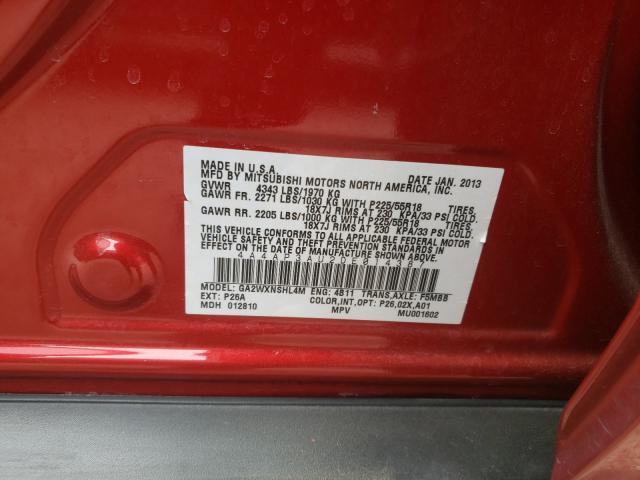 MADE IN U.S.A. DATE JAN. 2013
MFD BY MITSUBISHI MOTORS NORTH AMERICA, INC.
GVWR 4343 LBS/1970 KG
GAWR FR. 2271 LBS/1030 KG WITH P225/55R18 TIRES.
18X7J RIMS AT 230 KPA/33 PSI COLD.
GAWR RR. 2205 LBS/1000 KG WITH P225/55R18 TIRES.
18X7J RIMS AT 230 KPA/33 PSI COLD.
THIS VEHICLE CONFORMS TO ALL APPLICABLE FEDERAL MOTOR
VEHICLE SAFETY AND THEFT PREVENTION STANDARDS IN
EFFECT ON THE DATE OF MANUFACTURE SHOWN ABOVE.
MODEL: GA2WXNSHL4M ENG: 4B11 TRANS,AXLE: F5MBB
EXT: P26A COLOR,INT,OPT: P26,02X,A01
MDH 012810 MPV MU001602